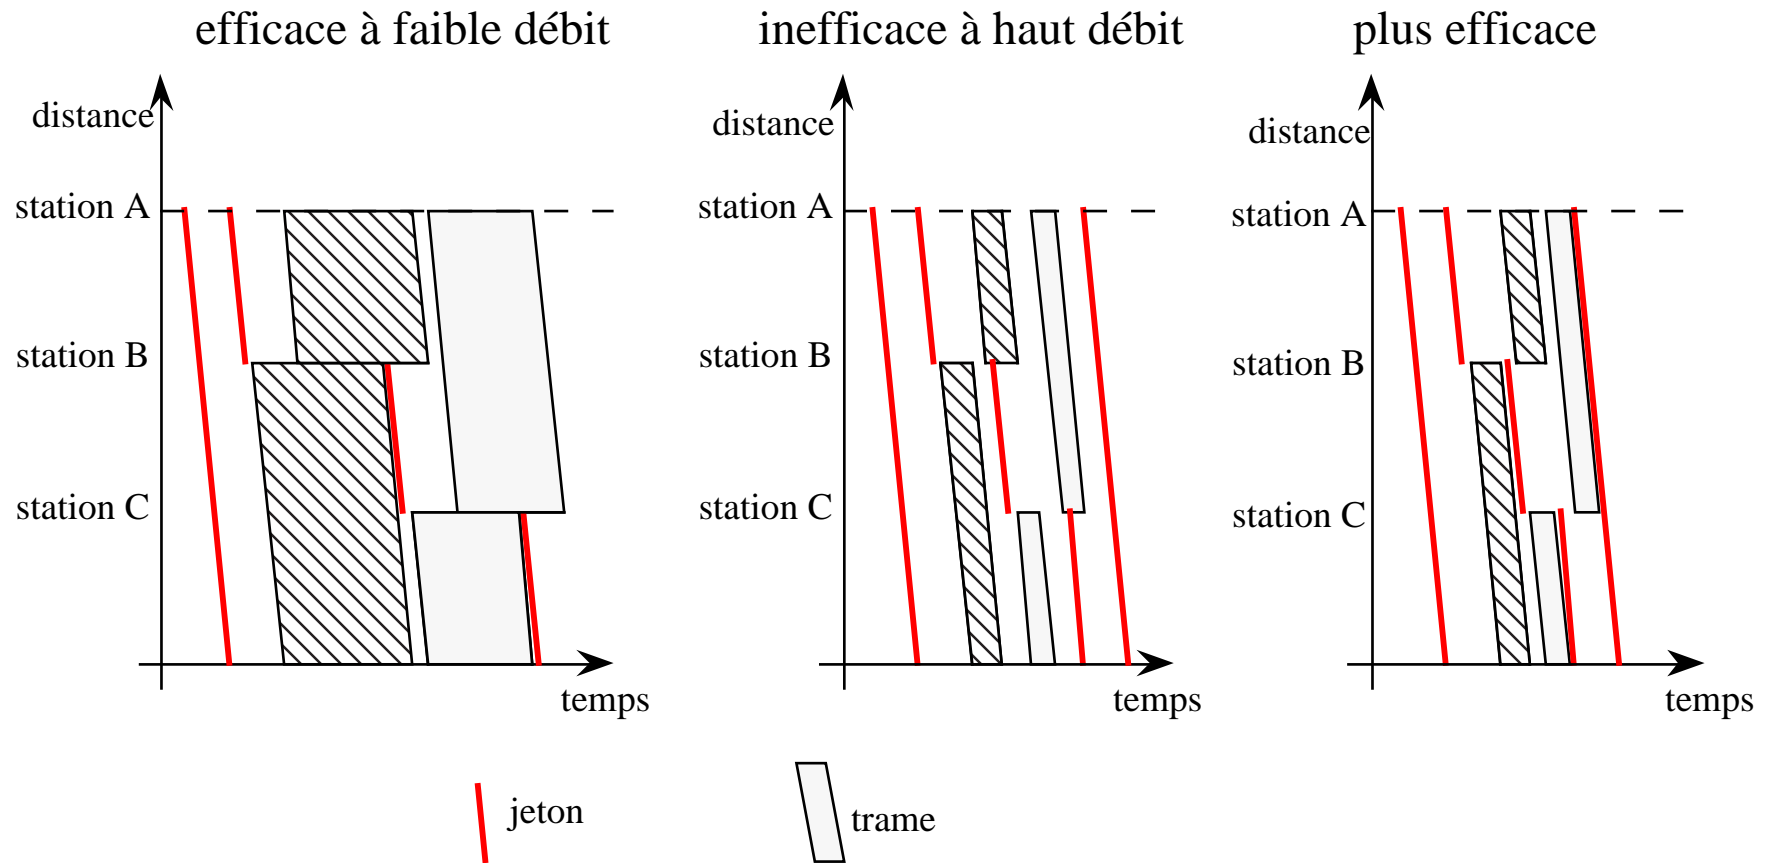 efficace à faible débit
inefficace à haut débit
plus efficace
distance
station A
station B
station C
temps
distance
station A
station B
station C
temps
distance
station A
station B
station C
temps
jeton
trame